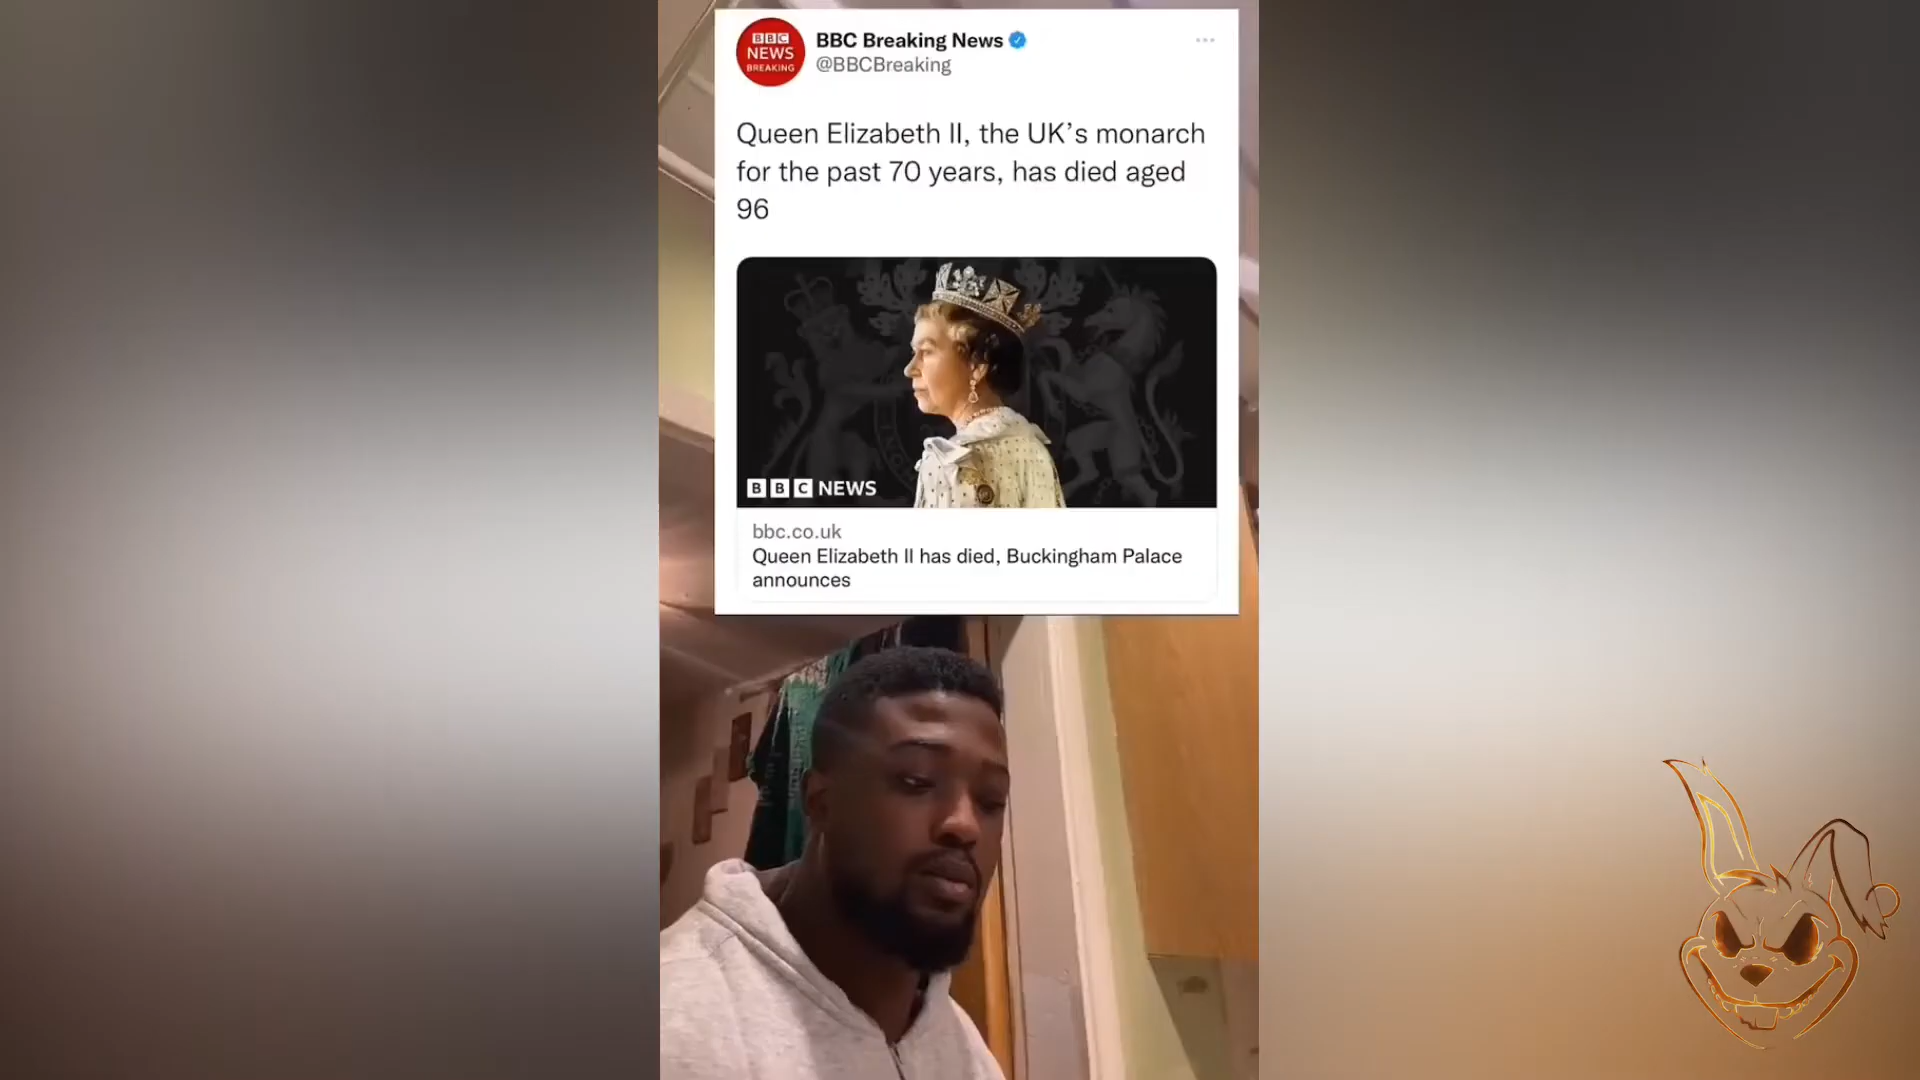 BBC
NEWS
BREAKING
BBC Breaking News
@BBCBreaking
Queen Elizabeth II, the UK’s monarch
for the past 70 years, has died aged
96
BBC NEWS
bbc.co.uk
Queen Elizabeth II has died, Buckingham Palace
announces